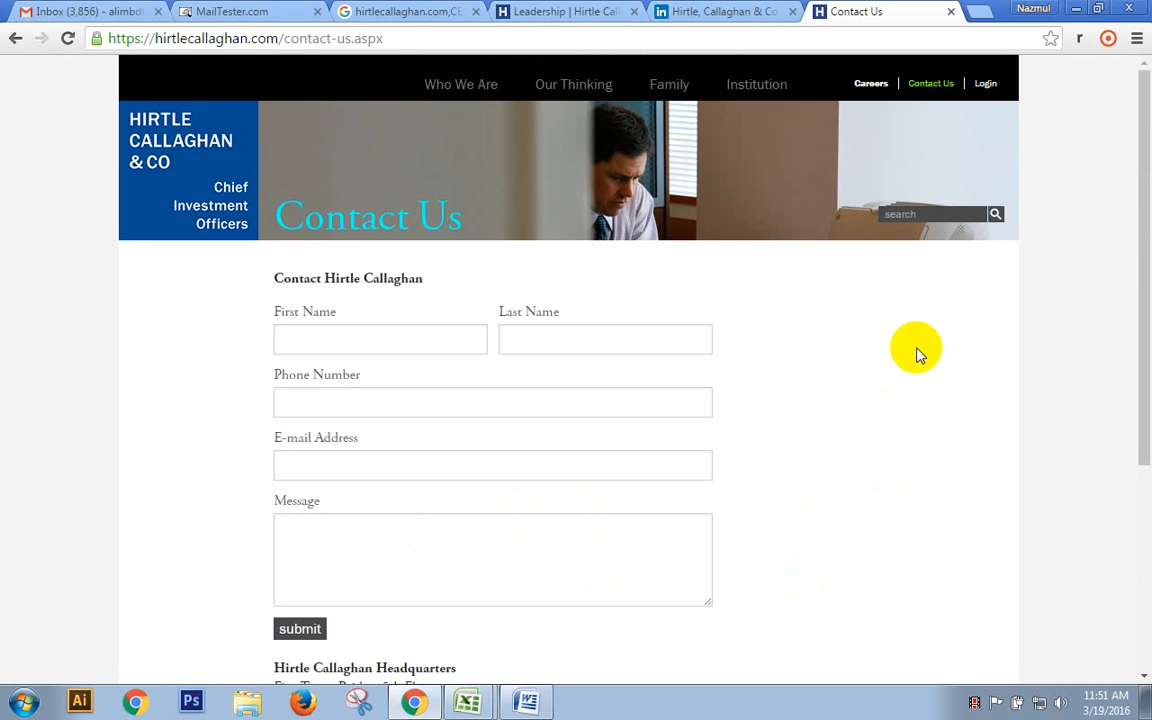 Inbox (3,856) - alimbdt
MailTester.com
hirtlecallaghan.com,CE
Leadership | Hirtle Call
Hirtle, Callaghan & Co
Contact Us
Nazmul
https://hirtlecallaghan.com/contact-us.aspx
Who We Are
Our Thinking
Family
Institution
Careers
Contact Us
Login
HIRTLE
CALLAGHAN
& CO
Chief
Investment
Officers
Contact Us
search
Contact Hirtle Callaghan
First Name
Last Name
Phone Number
E-mail Address
Message
submit
Hirtle Callaghan Headquarters
11:51 AM
3/19/2016